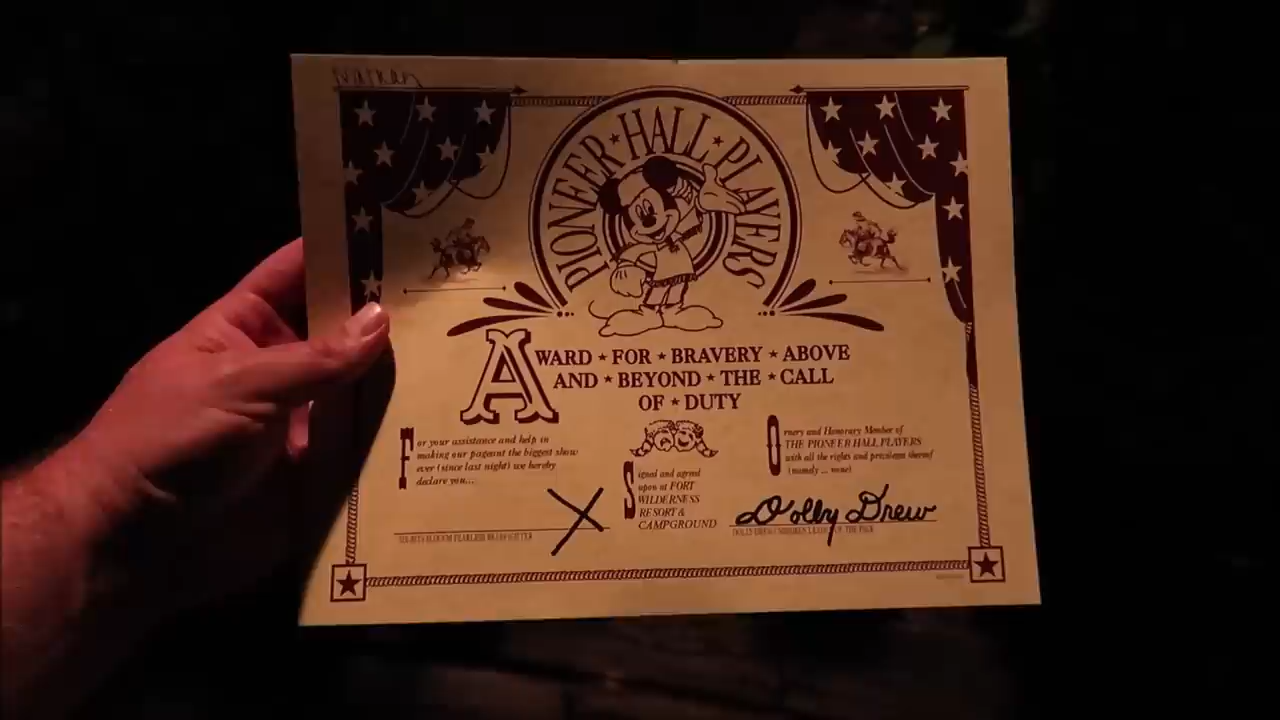 Nathan
PIONEER★HALL★PLAYERS
AWARD ★ FOR ★ BRAVERY ★ ABOVE
AND ★ BEYOND ★ THE ★ CALL
OF ★ DUTY
For your assistance and help in
making our pageant the biggest show
ever (since last night) we hereby
declare you...
Signed and agreed
upon at FORT
WILDERNESS
RESORT &
CAMPGROUND
Ornery and Honorary Member of
THE PIONEER HALL PLAYERS
with all the rights and privileges thereof
(namely ... none)
X
Dolly Drew